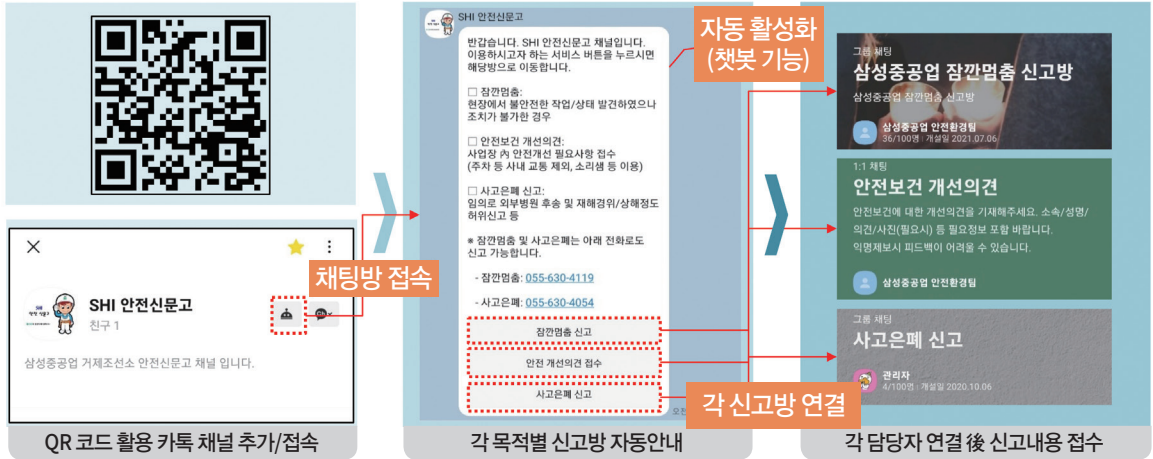 SHI 안전신문고
친구 1
삼성중공업 거제조선소 안전신문고 채널 입니다.
채팅방 접속
QR 코드 활용 카톡 채널 추가/접속
SHI 안전신문고
반갑습니다. SHI 안전신문고 채널입니다.
이용하시고자 하는 서비스 버튼을 누르시면
해당방으로 이동합니다.
□ 잠깐멈춤:
현장에서 불안전한 작업/상태 발견하였으나
조치가 불가한 경우
□ 안전보건 개선의견:
사업장 內 안전개선 필요사항 접수
(주차 등 사내 교통 제외, 소리샘 등 이용)
□ 사고은폐 신고:
임의로 외부병원 후송 및 재해경위/상해정도
허위신고 등
* 잠깐멈춤 및 사고은폐는 아래 전화로도
신고 가능합니다.
- 잠깐멈춤: 055-630-4119
- 사고은폐: 055-630-4054
잠깐멈춤 신고
안전 개선의견 접수
사고은폐 신고
각 목적별 신고방 자동안내
자동 활성화
(챗봇 기능)
각 신고방 연결
그룹 채팅
삼성중공업 잠깐멈춤 신고방
삼성중공업 잠깐멈춤 신고방
삼성중공업 안전환경팀
36/100명 | 개설일 2021.07.06
1:1 채팅
안전보건 개선의견
안전보건에 대한 개선의견을 기재해주세요. 소속/성명/
의견/사진(필요시) 등 필요정보 포함 바랍니다.
익명제보시 피드백이 어려울 수 있습니다.
삼성중공업 안전환경팀
그룹 채팅
사고은폐 신고
관리자
4/100명 | 개설일 2020.10.06
각 담당자 연결 後 신고내용 접수